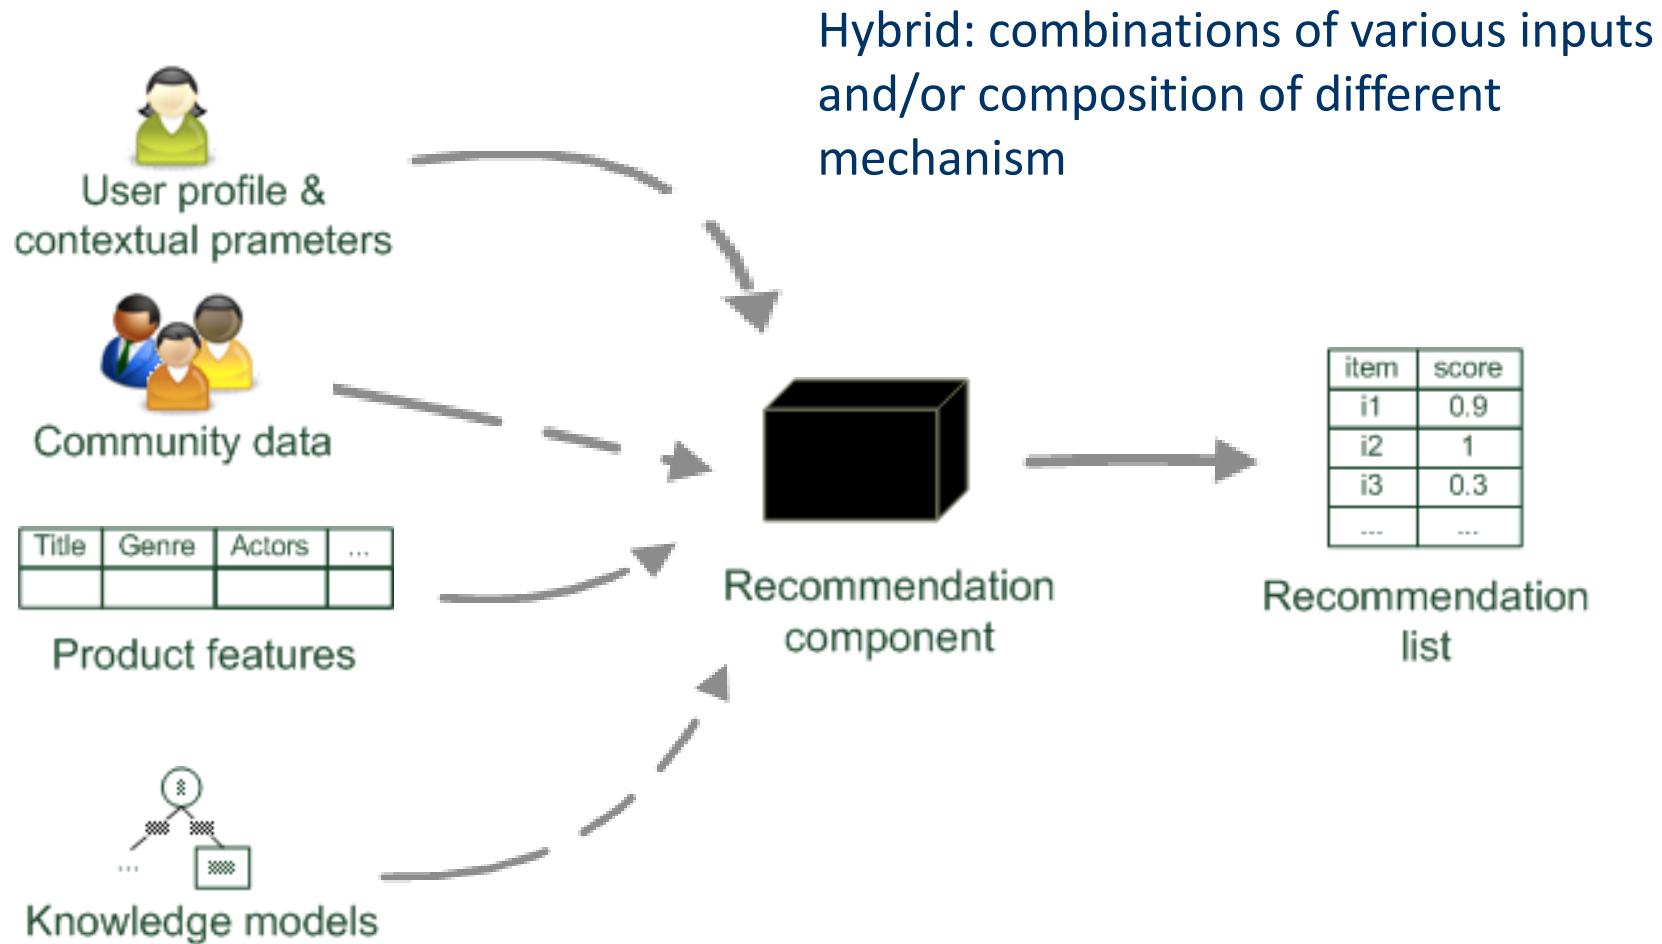 Hybrid: combinations of various inputs
and/or composition of different
mechanism
User profile &
contextual prameters
Community data
Title Genre Actors ...
Product features
Knowledge models
...
Recommendation
component
item score
i1 0.9
i2 1
i3 0.3
... ...
Recommendation
list